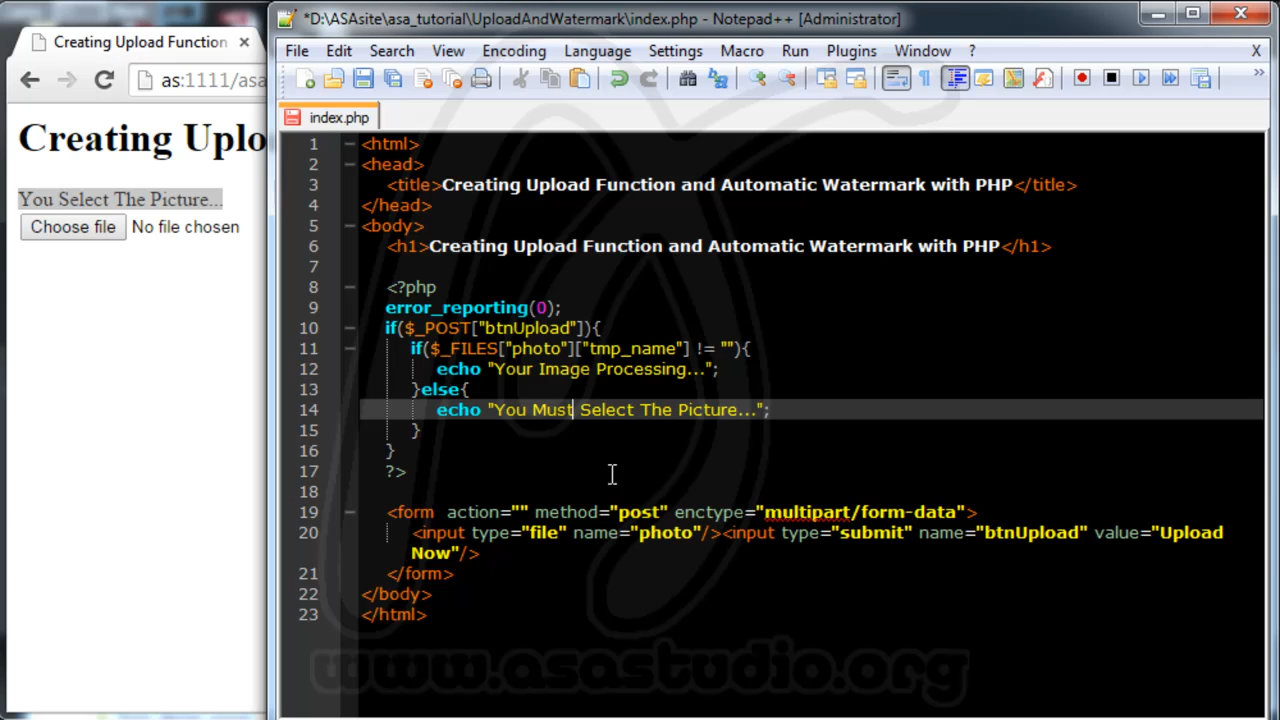 *D:\ASAsite\asa_tutorial\UploadAndWatermark\index.php - Notepad++ [Administrator]
Creating Upload Function
File Edit Search View Encoding Language Settings Macro Run Plugins Window ? X
as:1111/asa
index.php
Creating Uplo
You Select The Picture...
Choose file No file chosen
1 <html>
2 <head>
3 <title>Creating Upload Function and Automatic Watermark with PHP</title>
4 </head>
5 <body>
6 <h1>Creating Upload Function and Automatic Watermark with PHP</h1>
7
8 <?php
9 error_reporting(0);
10 if($_POST["btnUpload"]){
11 if($_FILES["photo"]["tmp_name"] != ""){
12 echo "Your Image Processing...";
13 }else{
14 echo "You Must Select The Picture...";
15 }
16 }
17 ?>
18
19 <form action="" method="post" enctype="multipart/form-data">
20 <input type="file" name="photo"/><input type="submit" name="btnUpload" value="Upload
Now"/>
21 </form>
22 </body>
23 </html>
www.asastudio.org